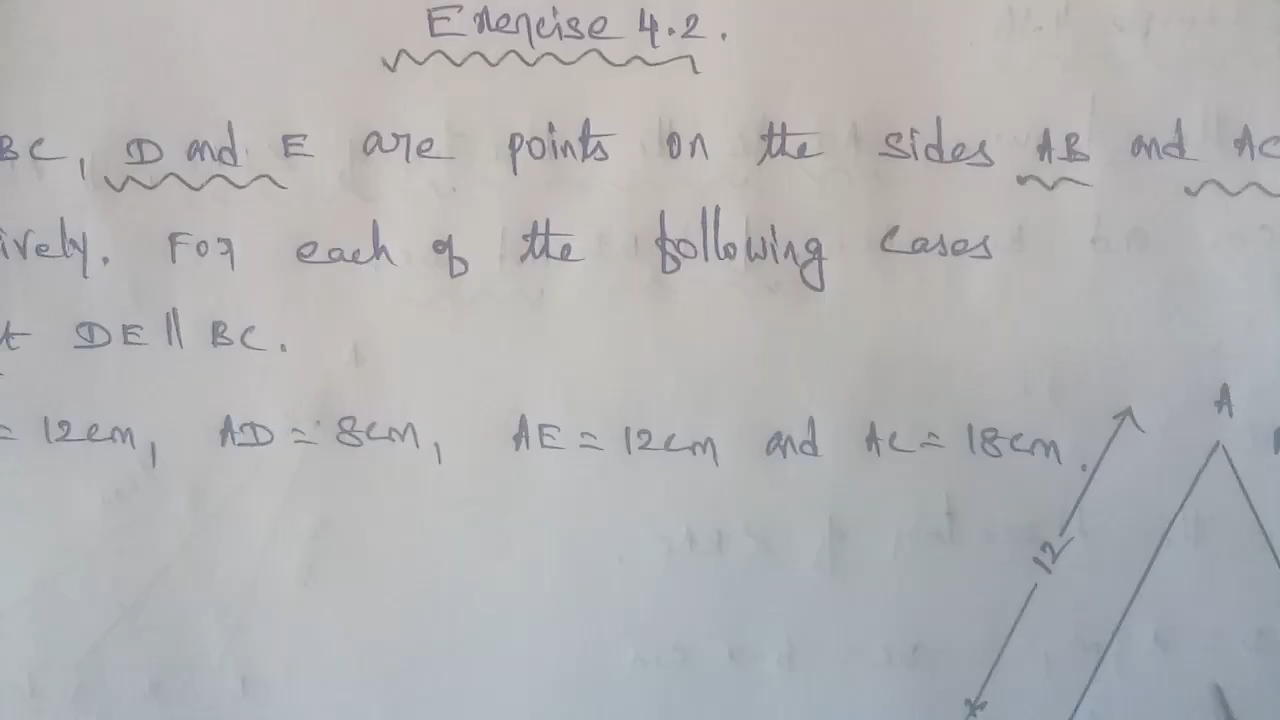 Exercise 4.2.
BC, D and E are points on the sides AB and AC
ively. For each of the following cases
t DE || BC.
= 12cm, AD = 8cm, AE = 12cm and AC = 18cm.
A
12